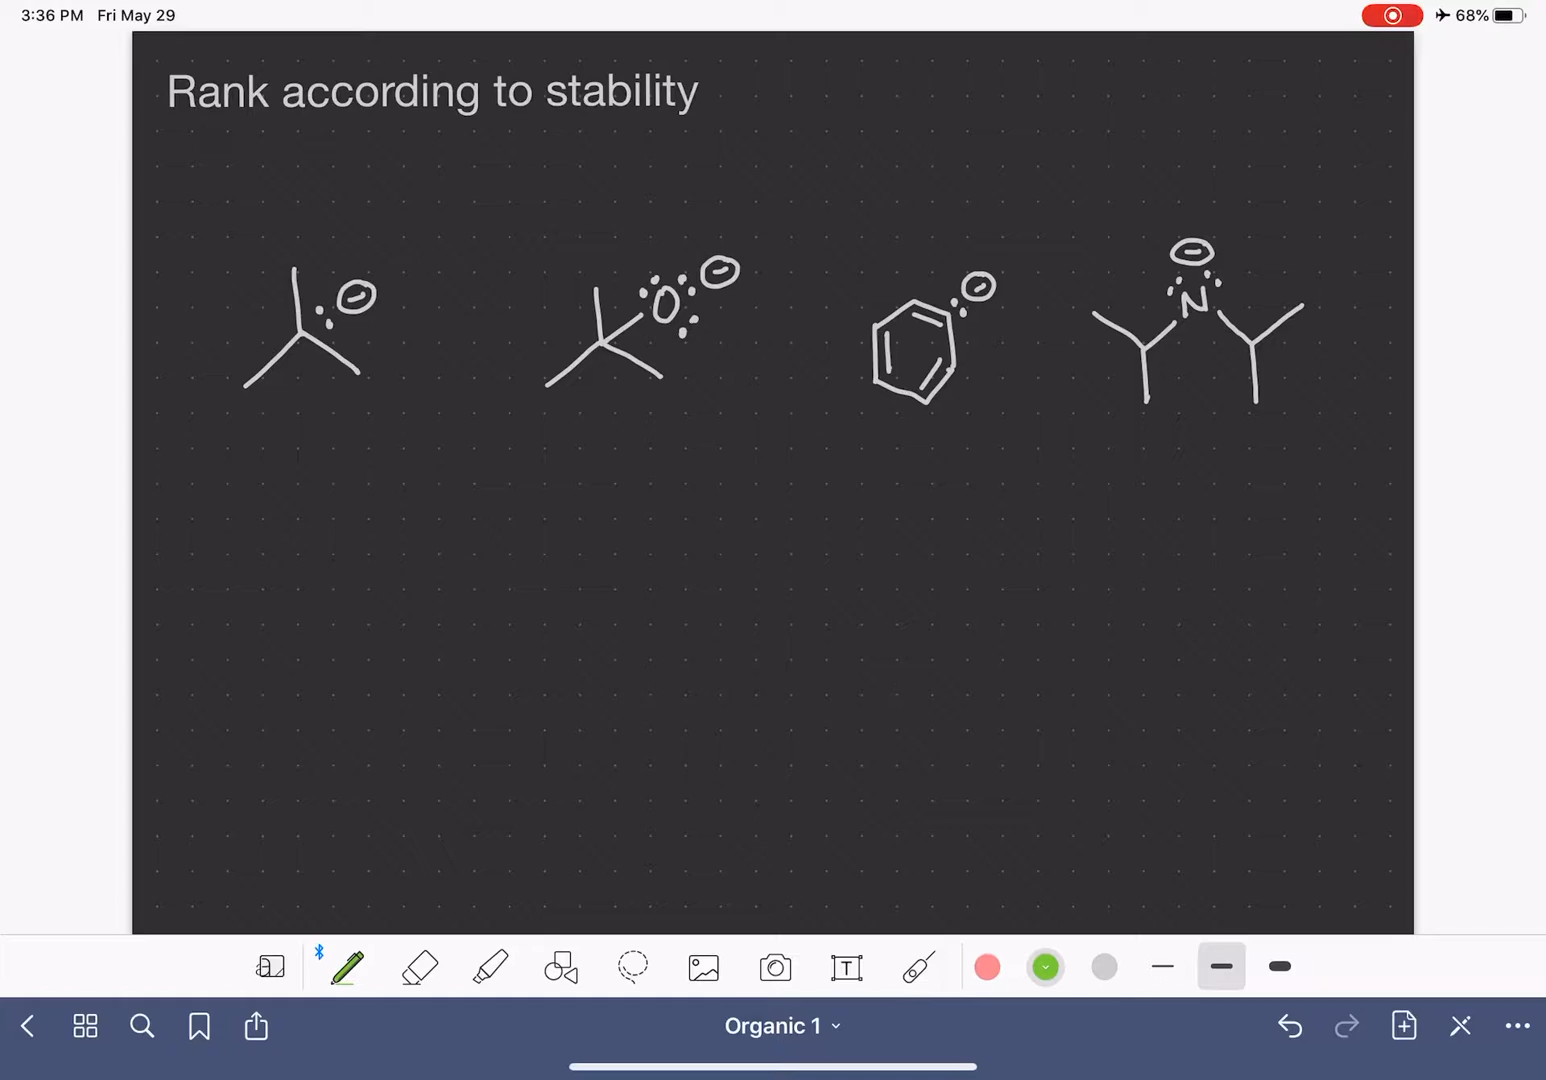 3:36 PM Fri May 29
68%
Rank according to stability
O
N
T
Organic 1